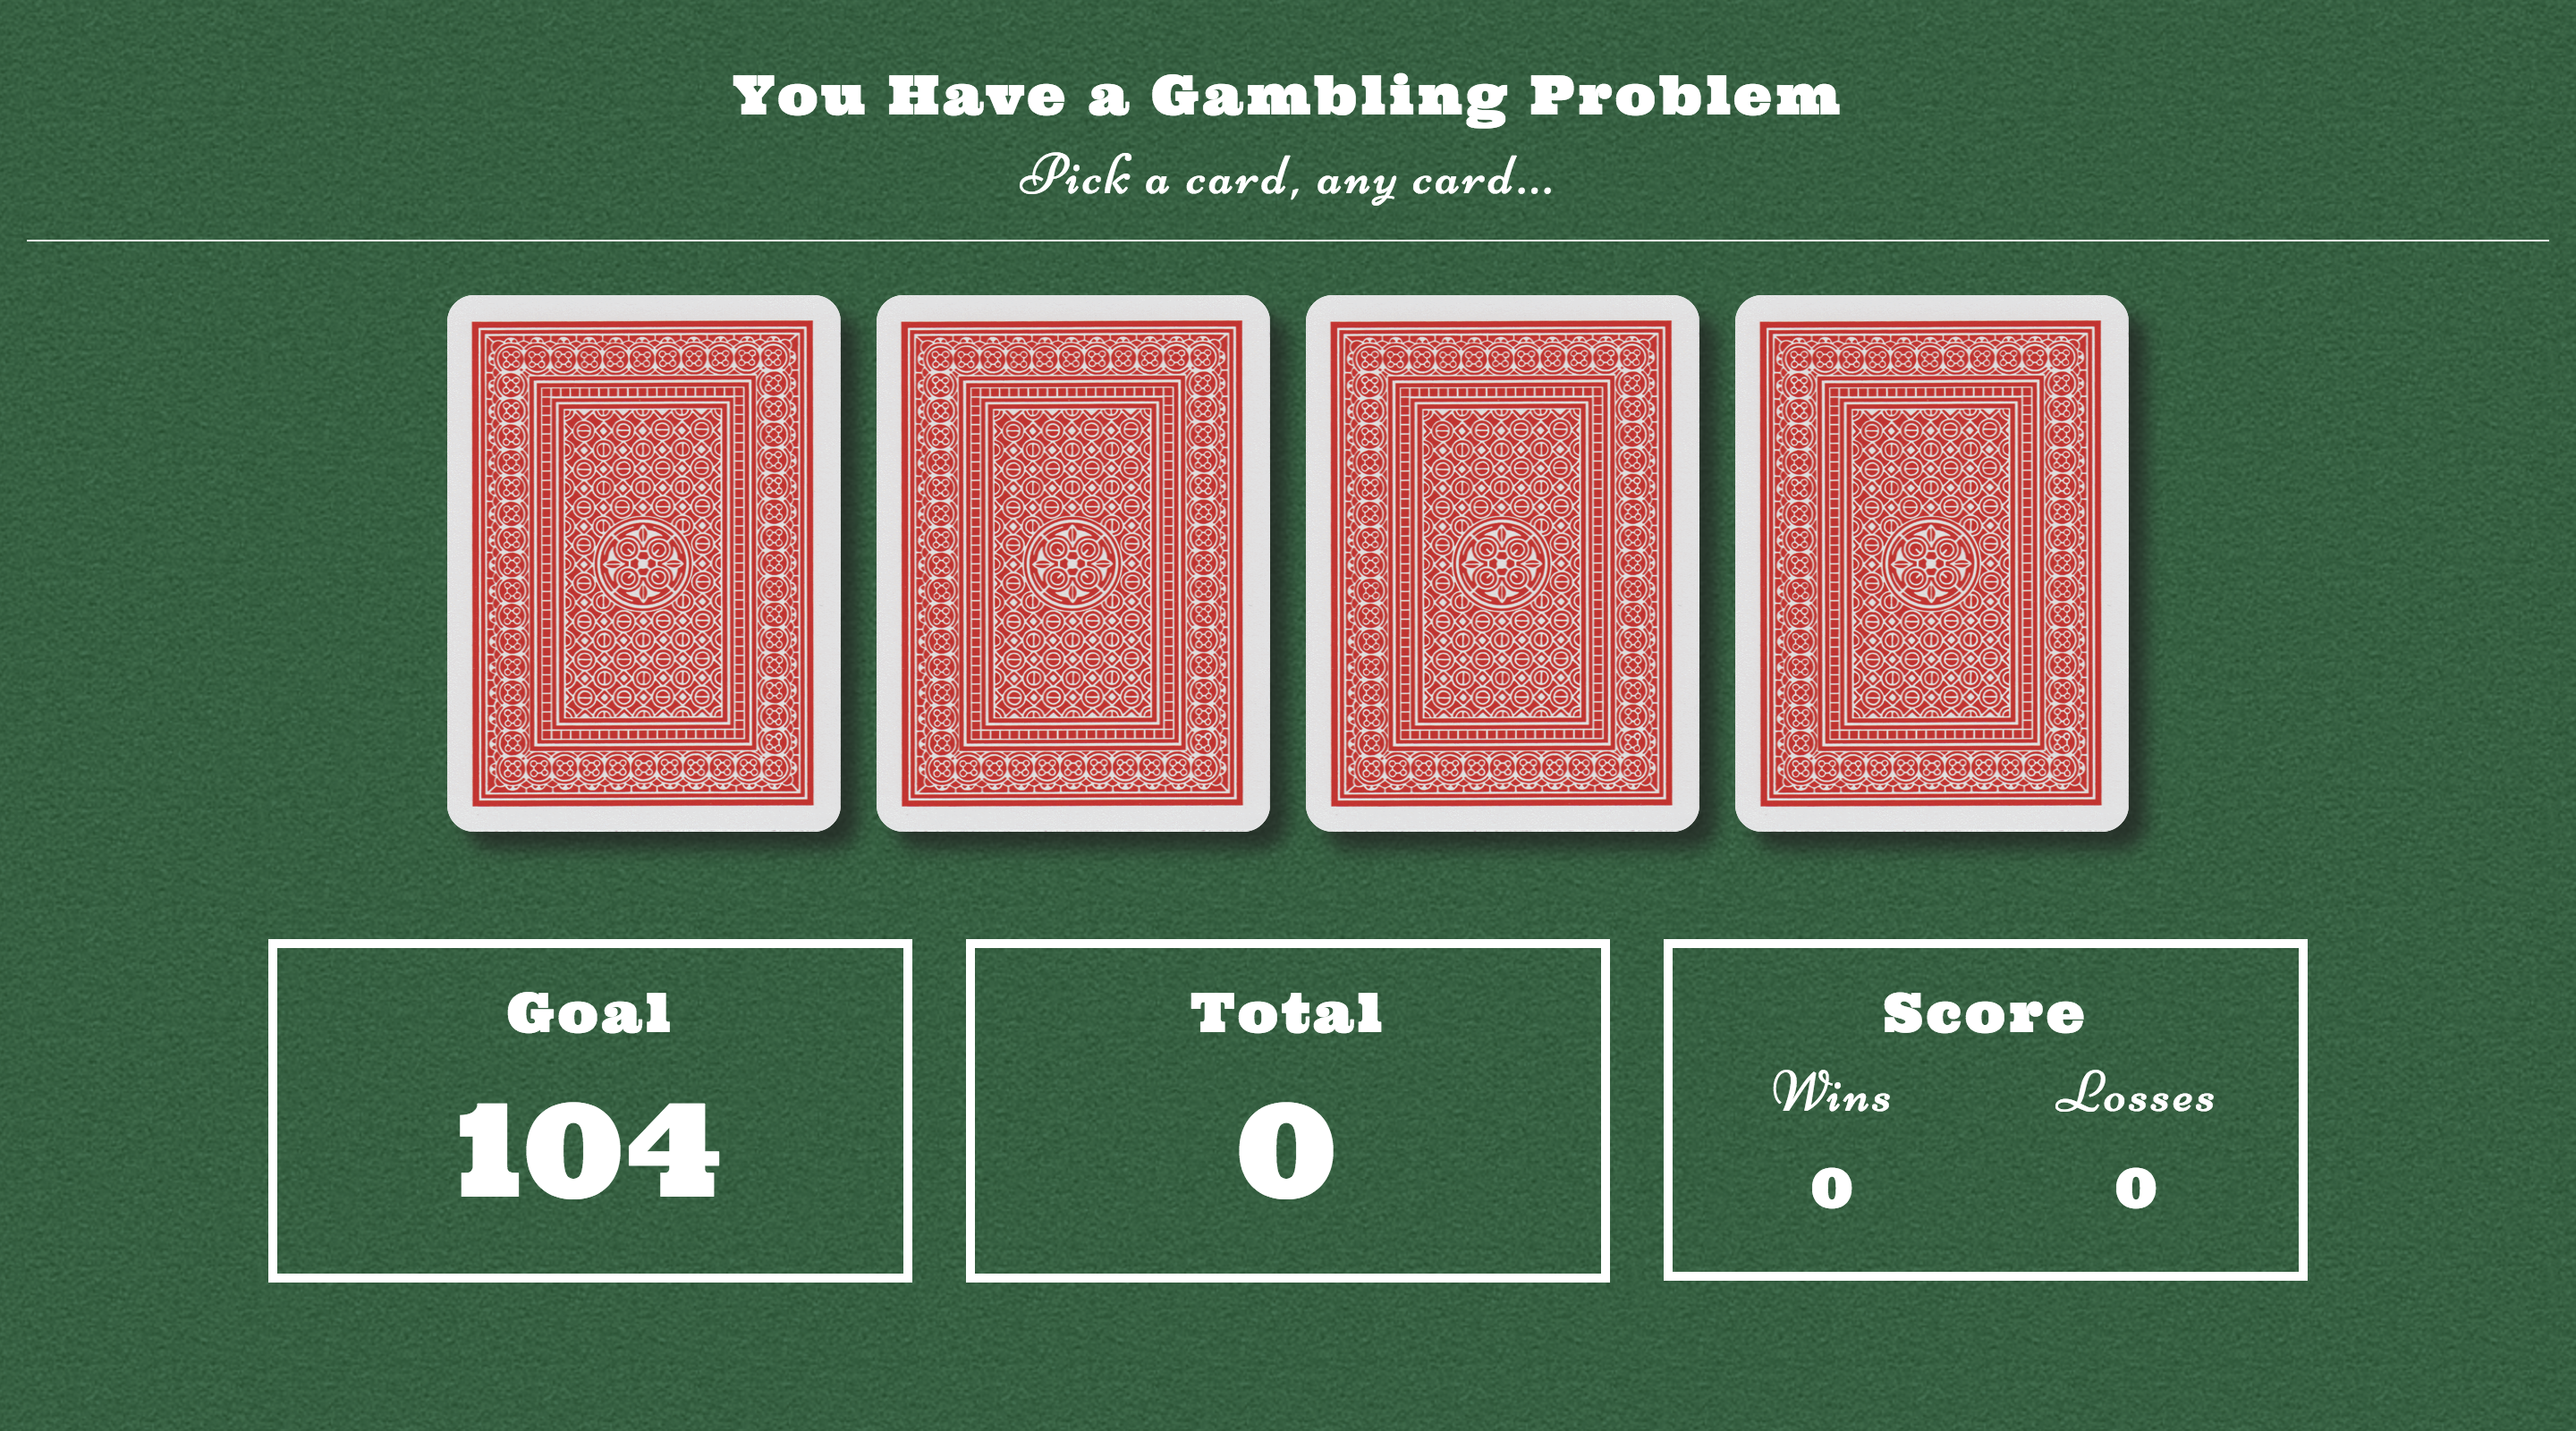 You Have a Gambling Problem
Pick a card, any card...
Goal
104
Total
0
Score
Wins Losses
0 0